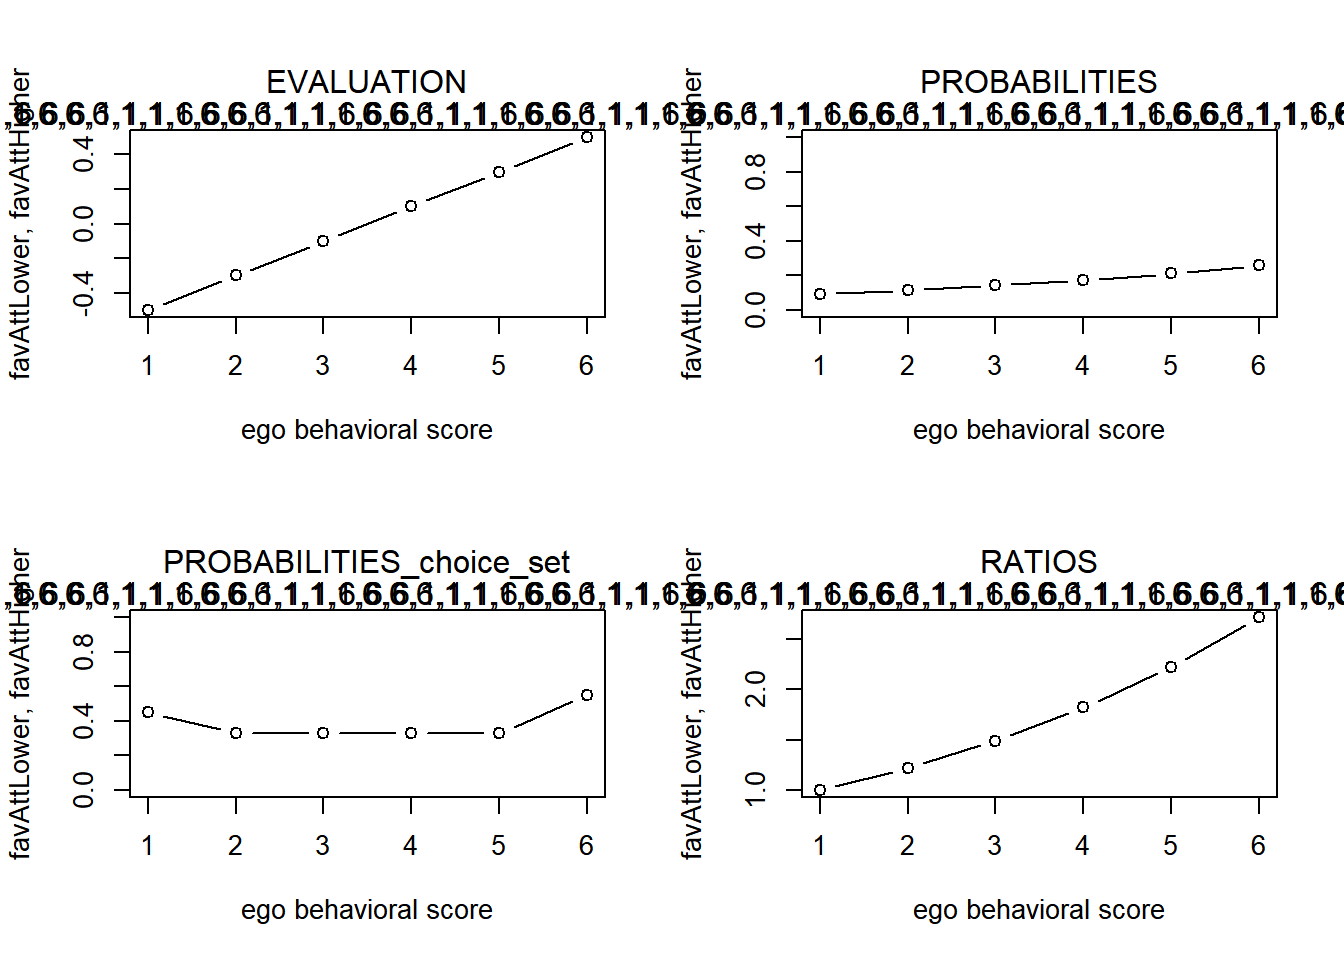 EVALUATION
favAttLower, favAttHigher
0.4
0.0
-0.4
1 2 3 4 5 6
ego behavioral score
PROBABILITIES
favAttLower, favAttHigher
0.8
0.4
0.0
1 2 3 4 5 6
ego behavioral score
PROBABILITIES_choice_set
favAttLower, favAttHigher
0.8
0.4
0.0
1 2 3 4 5 6
ego behavioral score
RATIOS
favAttLower, favAttHigher
2.0
1.0
1 2 3 4 5 6
ego behavioral score